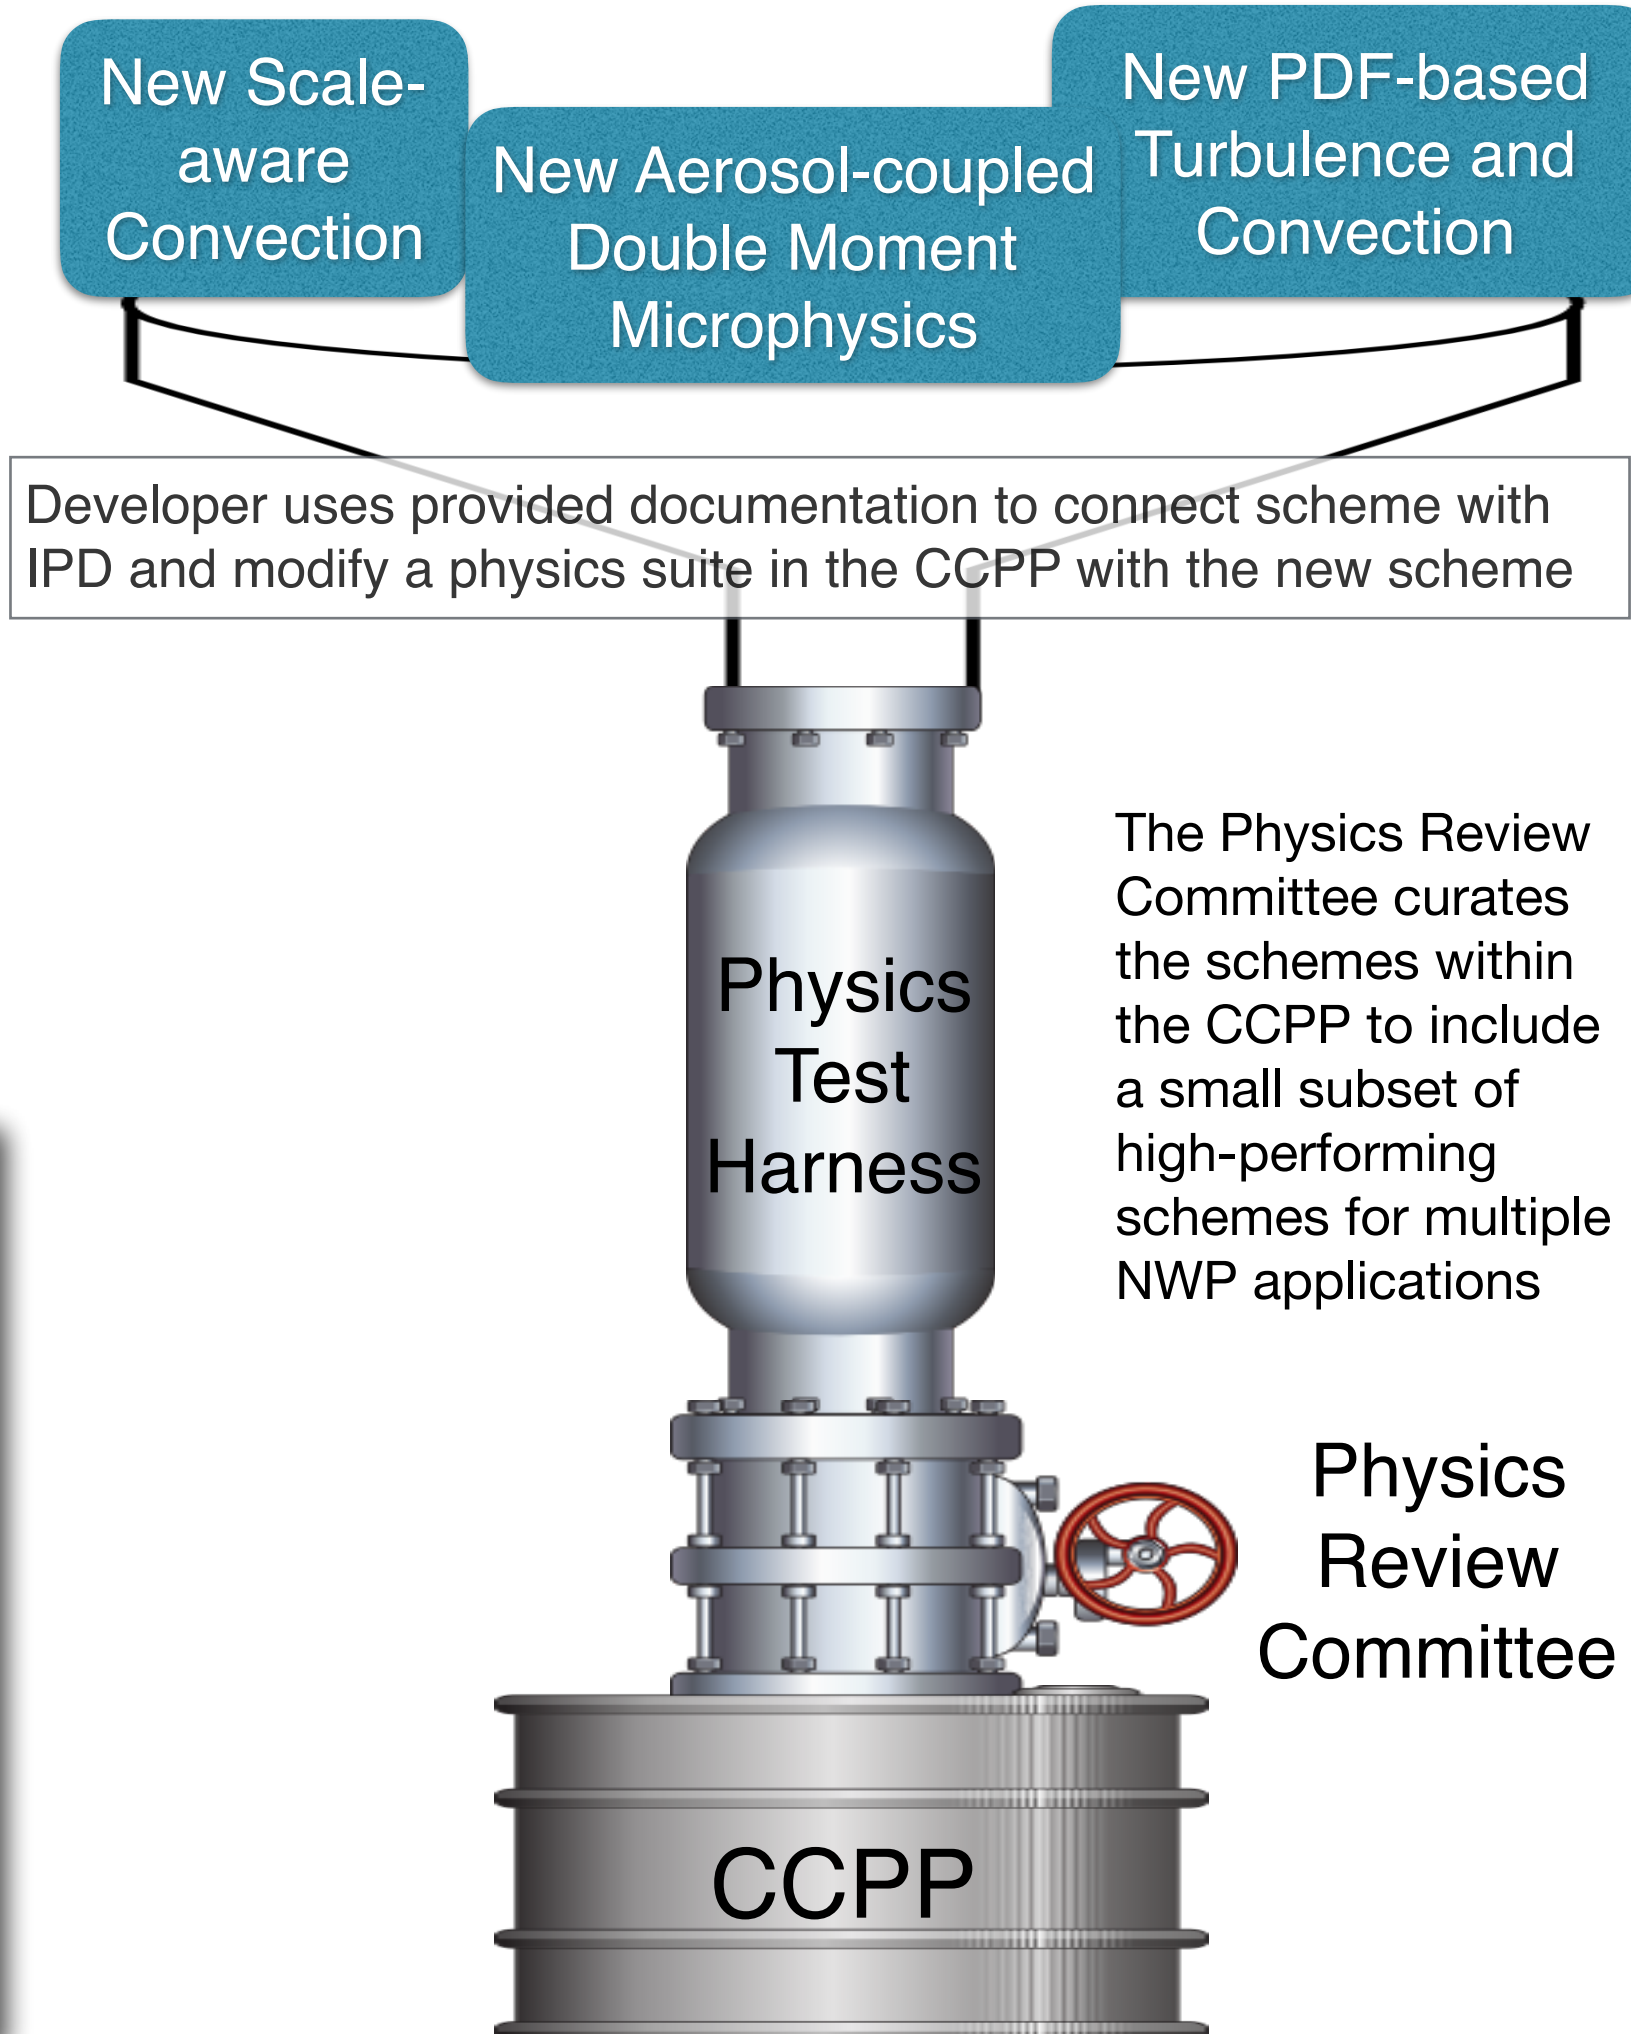 New Scale-
aware
Convection
New Aerosol-coupled
Double Moment
Microphysics
New PDF-based
Turbulence and
Convection
Developer uses provided documentation to connect scheme with
IPD and modify a physics suite in the CCPP with the new scheme
Physics
Test
Harness
The Physics Review
Committee curates
the schemes within
the CCPP to include
a small subset of
high-performing
schemes for multiple
NWP applications
Physics
Review
Committee
CCPP